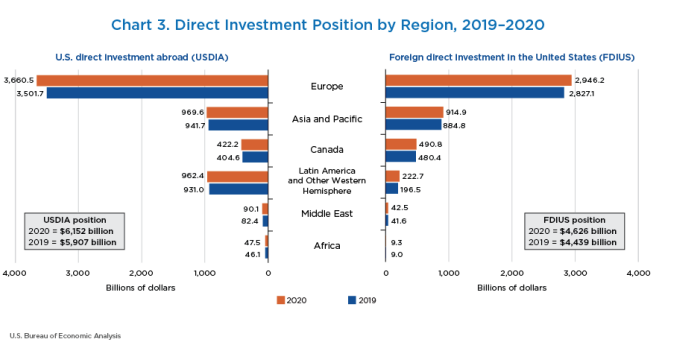 Chart 3. Direct Investment Position by Region, 2019–2020
U.S. direct investment abroad (USDIA)
Foreign direct investment in the United States (FDIUS)
3,660.5
Europe
2,946.2
3,501.7
2,827.1
969.6
Asia and Pacific
914.9
941.7
884.8
422.2
Canada
490.8
404.6
480.4
962.4
Latin America
and Other Western
Hemisphere
222.7
931.0
196.5
90.1
Middle East
42.5
82.4
41.6
47.5
Africa
9.3
46.1
9.0
USDIA position
2020 = $6,152 billion
2019 = $5,907 billion
FDIUS position
2020 = $4,626 billion
2019 = $4,439 billion
4,000 3,000 2,000 1,000 0
0 1,000 2,000 3,000 4,000
Billions of dollars
Billions of dollars
2020 2019
U.S. Bureau of Economic Analysis